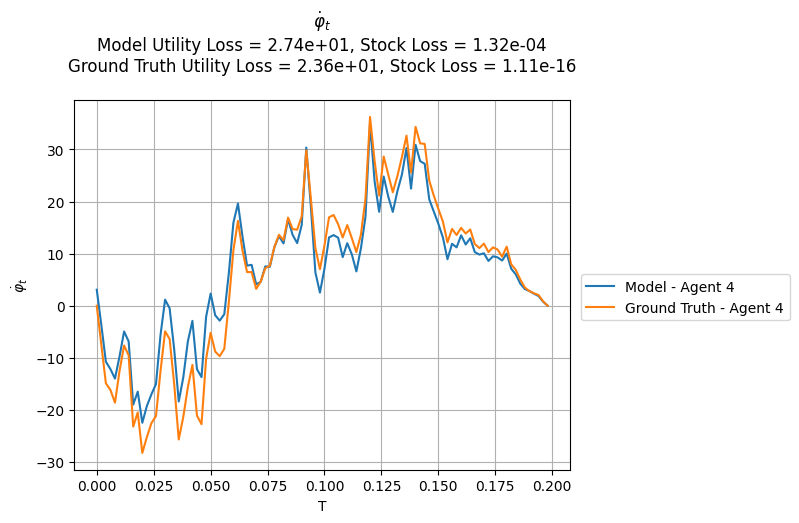 φ̇ₜ
Model Utility Loss = 2.74e+01, Stock Loss = 1.32e-04
Ground Truth Utility Loss = 2.36e+01, Stock Loss = 1.11e-16
30
20
10
0
−10
−20
−30
φ̇ₜ
0.000 0.025 0.050 0.075 0.100 0.125 0.150 0.175 0.200
T
Model - Agent 4
Ground Truth - Agent 4